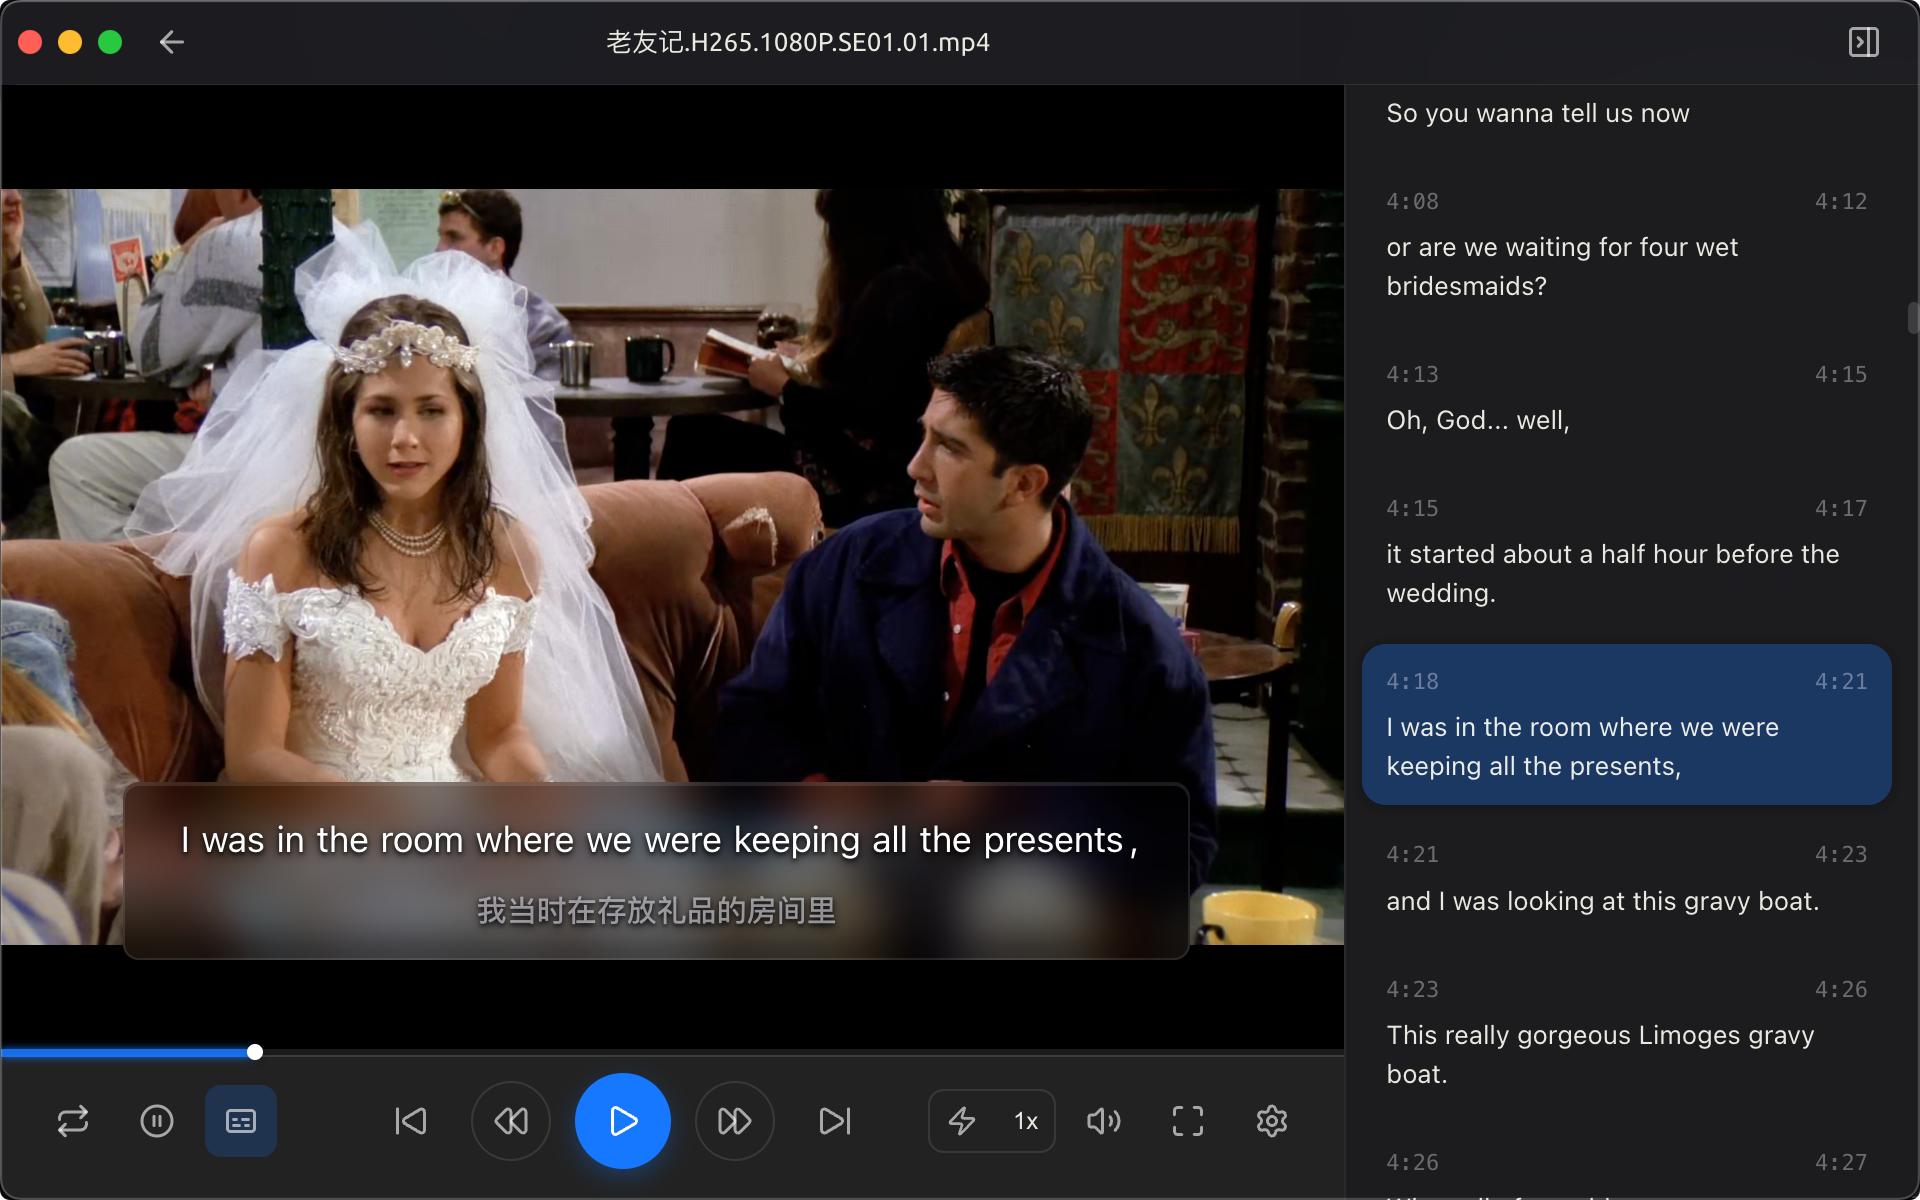 老友记.H265.1080P.SE01.01.mp4
So you wanna tell us now
4:08 4:12
or are we waiting for four wet
bridesmaids?
4:13 4:15
Oh, God... well,
4:15 4:17
it started about a half hour before the
wedding.
4:18 4:21
I was in the room where we were
keeping all the presents,
4:21 4:23
and I was looking at this gravy boat.
4:23 4:26
This really gorgeous Limoges gravy
boat.
4:26 4:27
I was in the room where we were keeping all the presents,
我当时在存放礼品的房间里
1x